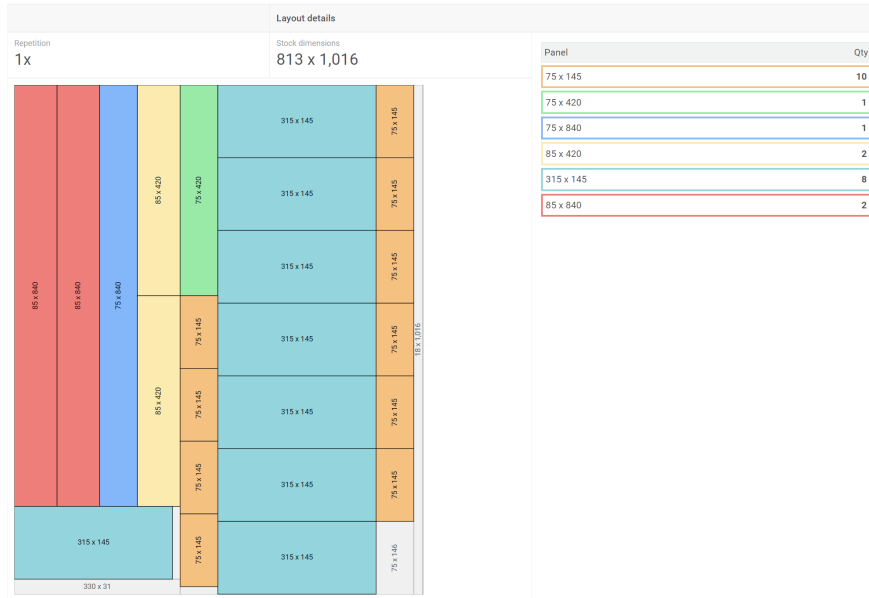 Layout details
Repetition
1x
Stock dimensions
813 x 1,016
Panel Qty
75 x 145 10
75 x 420 1
75 x 840 1
85 x 420 2
315 x 145 8
85 x 840 2
85 x 840
85 x 840
75 x 840
85 x 420
85 x 420
75 x 420
75 x 145
75 x 145
75 x 145
75 x 145
315 x 145
315 x 145
315 x 145
315 x 145
315 x 145
315 x 145
315 x 145
75 x 145
75 x 145
75 x 145
75 x 145
75 x 145
75 x 145
75 x 146
18 x 1,016
315 x 145
330 x 31